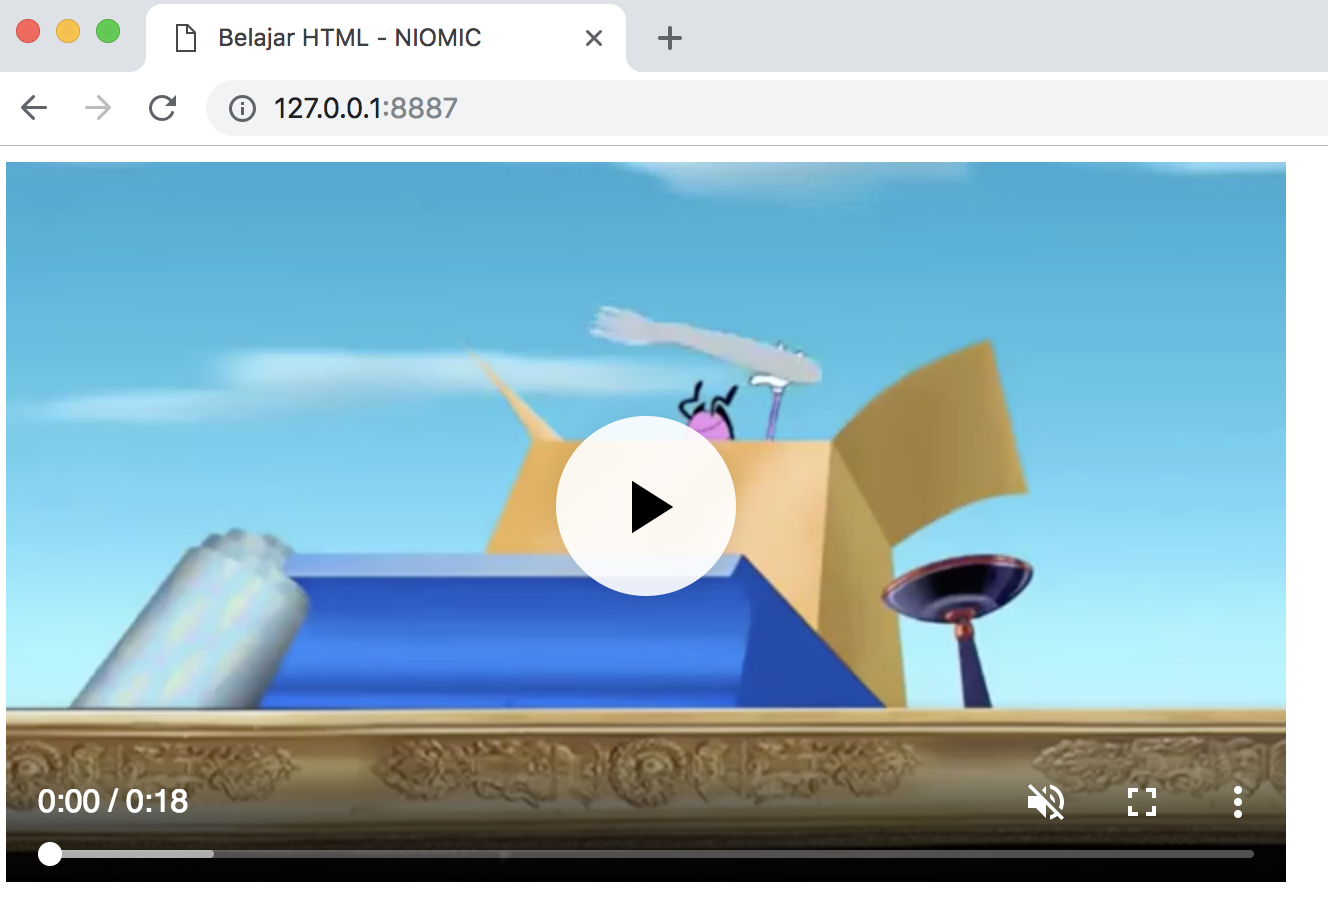 Belajar HTML - NIOMIC
127.0.0.1:8887
0:00 / 0:18